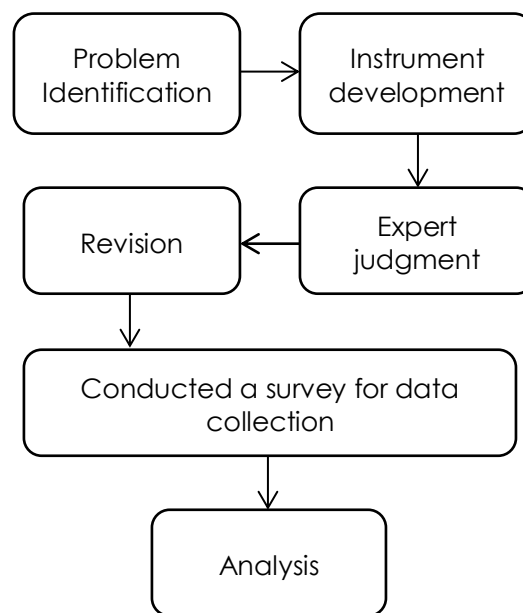 Problem
Identification
Instrument
development
Expert
judgment
Revision
Conducted a survey for data
collection
Analysis